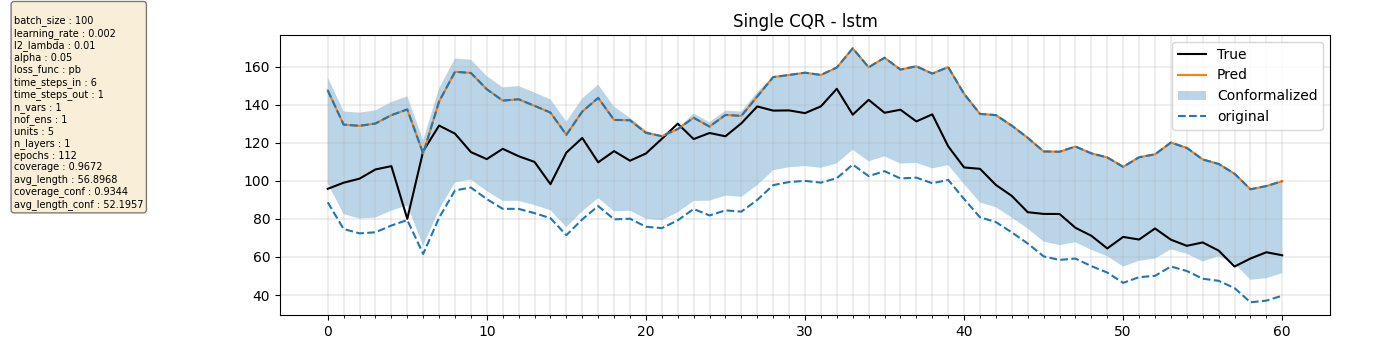 batch_size : 100
learning_rate : 0.002
l2_lambda : 0.01
alpha : 0.05
loss_func : pb
time_steps_in : 6
time_steps_out : 1
n_vars : 1
nof_ens : 1
units : 5
n_layers : 1
epochs : 112
coverage : 0.9672
avg_length : 56.8968
coverage_conf : 0.9344
avg_length_conf : 52.1957
Single CQR - lstm
True
Pred
Conformalized
original
160
140
120
100
80
60
40
0 10 20 30 40 50 60